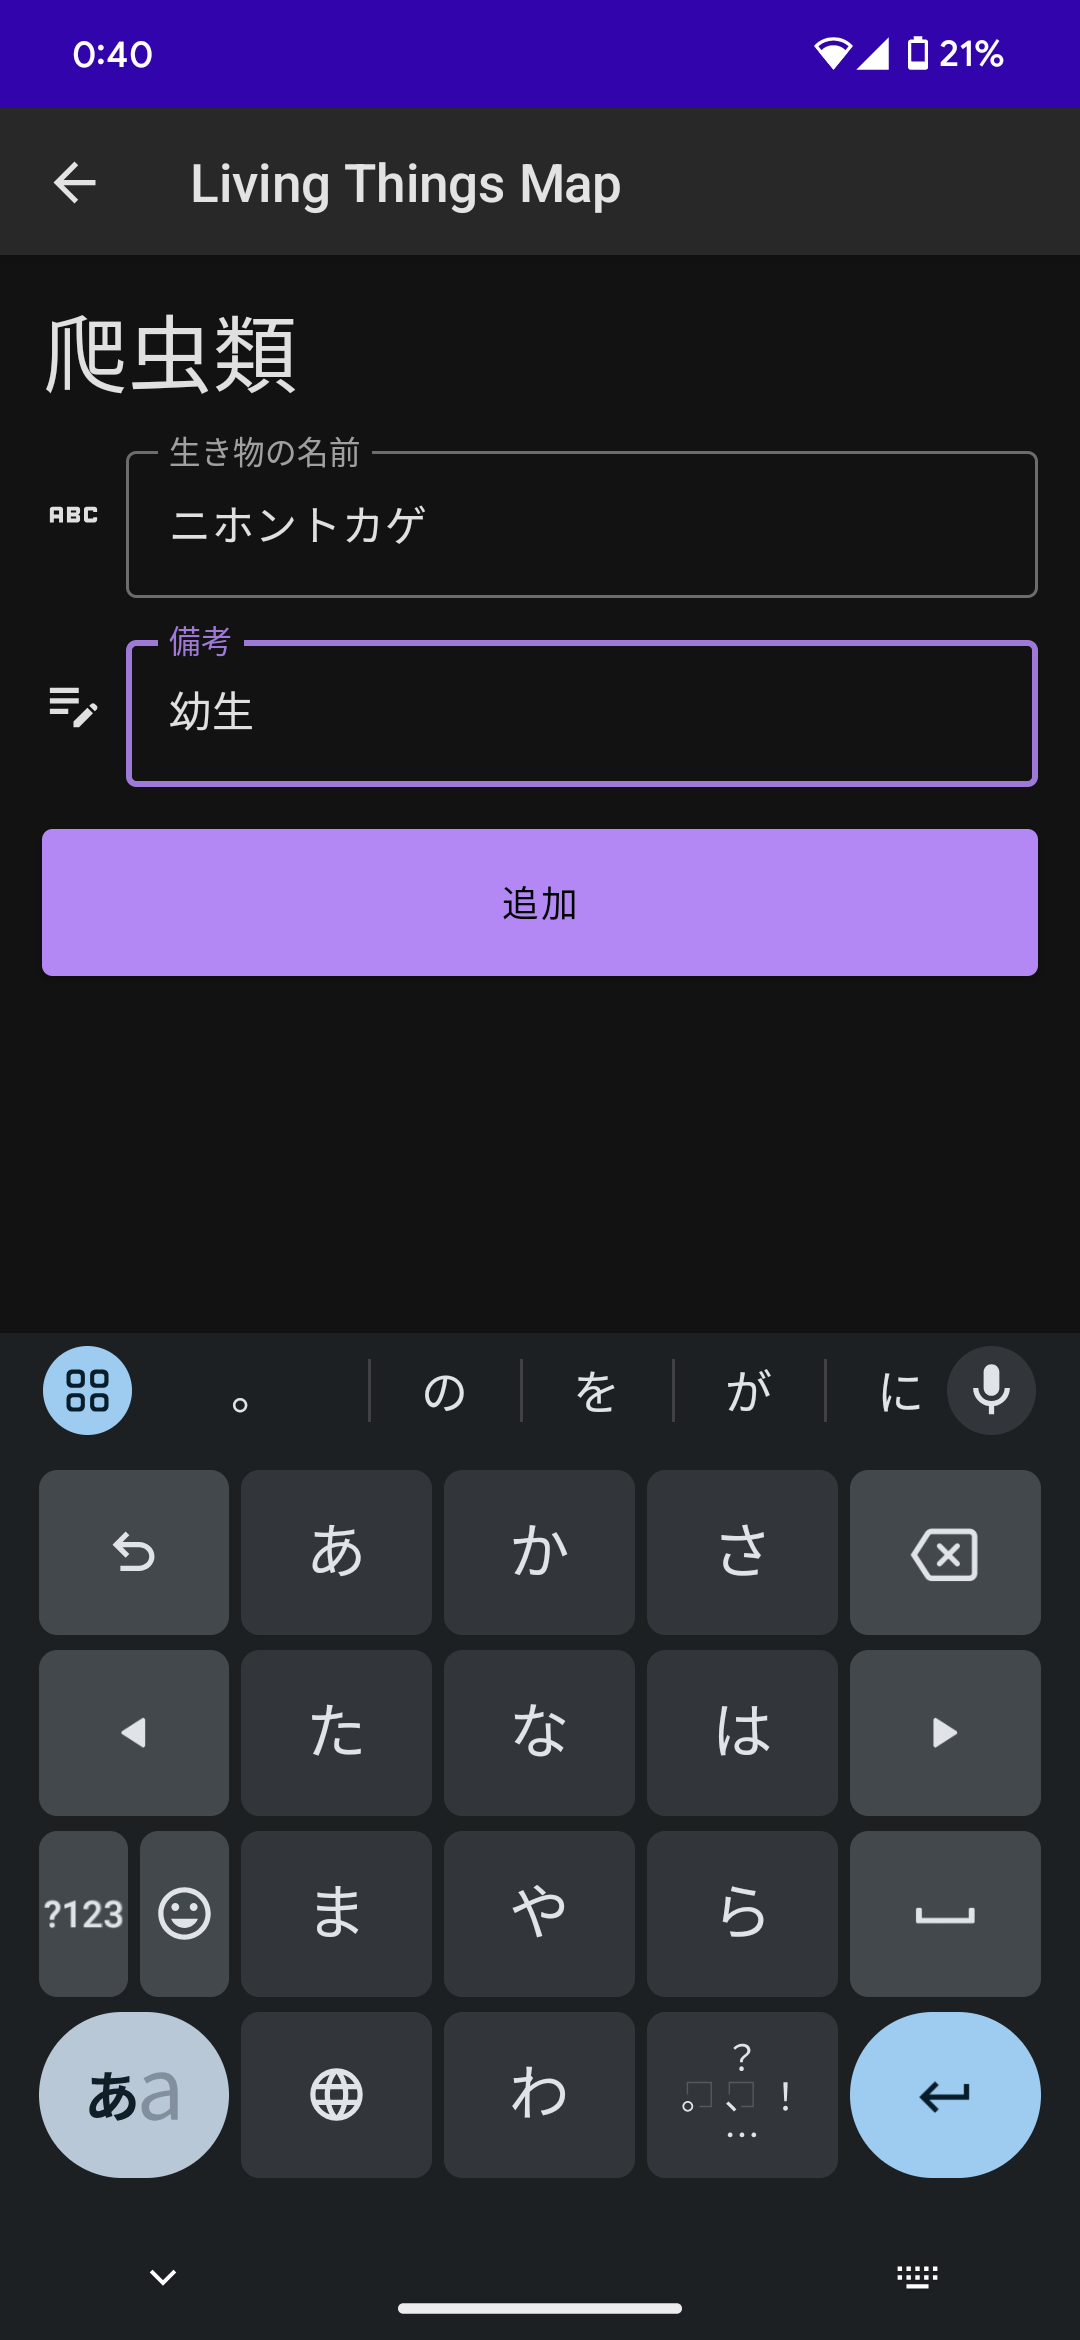 0:40
21%
Living Things Map
爬虫類
生き物の名前
ABC
ニホントカゲ
備考
幼生
追加
。 の を が に
あ か さ
た な は
?123 ま や ら
あa わ 。?、!…